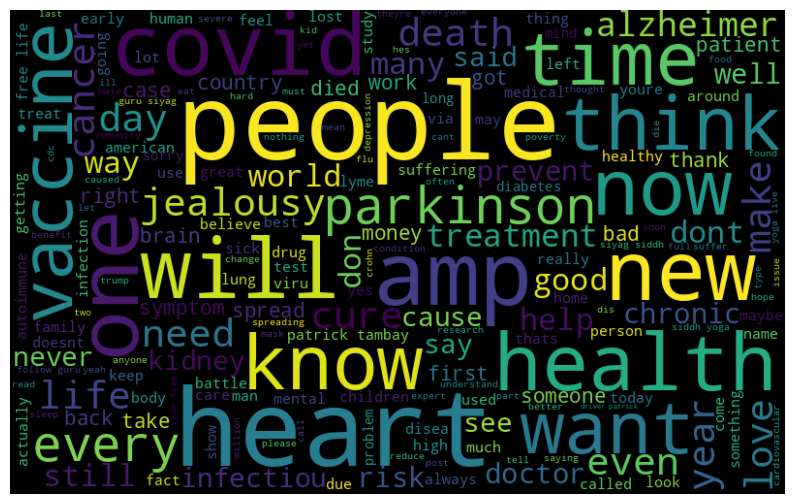 last
early
human
feel
lost
kid
study
theyre
everyone
thing
alzheimer
severe
yet
covid
death
mind
time
patient
going
lot
many
said
hes
left
free life
country
got
well
ill
hate
eat
case
died
work
long
medical
thought
food
youre
around
treat
guru siyag
hard
must
via
may
think
vaccine
cancer
day
people
american
nothing
mean
cant
poverty
die
found
cdc
immunity
depression
flu
healthy
thank
sorry
suffering
prevent
way
world
lyme
often
diabetes
now
make
getting
caused
use
great
right
jealousy
parkinson
soon
yoga live
let
believe
best
money
treatment
bad
dont
siyag siddh
full
suffer
benefit
brain
don
infection
one
will
sick
drug
change
test
crohn
condition
amp
really
good
new
type
issue
trump
lung
viru
yes
home
dis
hope
autoimmune
symptom
spread
cure
cause
help
chronic
siddh yoga
maybe
two
family
spreading
mask
research
person
name
need
know
patrick tambay
say
thats
never
doesnt
kidney
first
health
anyone
follow guru
yeah
battle
children
understand
keep
life
body
care
man
mental
used
expert
part
someone
today
come
something
actually
read
back
take
live free
heart
problem
disea
see
better
driver patrick
want
year
love
cardiovascular
sleep
show
million
call
high
much
tell
saying
every
please
reduce
post
even
still
fact
infectiou
due
risk
always
doctor
called
look